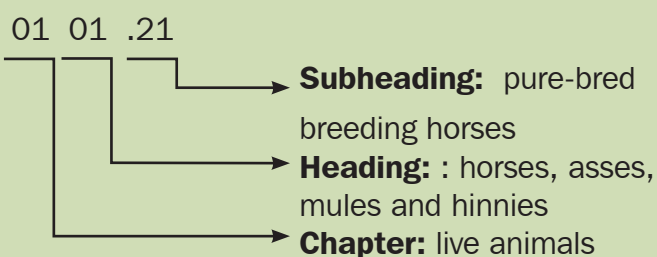 01 01 .21
Subheading: pure-bred
breeding horses
Heading: : horses, asses,
mules and hinnies
Chapter: live animals